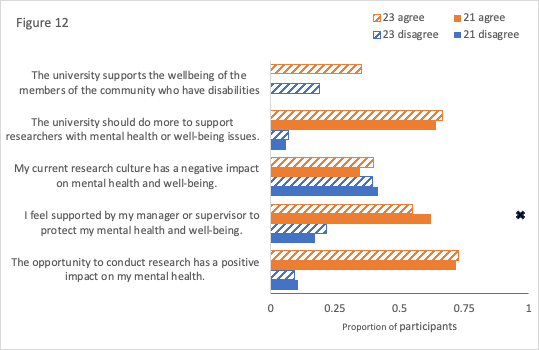 Figure 12
23 agree
21 agree
23 disagree
21 disagree
The university supports the wellbeing of the
members of the community who have disabilities
The university should do more to support
researchers with mental health or well-being issues.
My current research culture has a negative impact
on mental health and well-being.
I feel supported by my manager or supervisor to
protect my mental health and well-being.
The opportunity to conduct research has a positive
impact on my mental health.
0 0.25 0.5 0.75 1
Proportion of participants